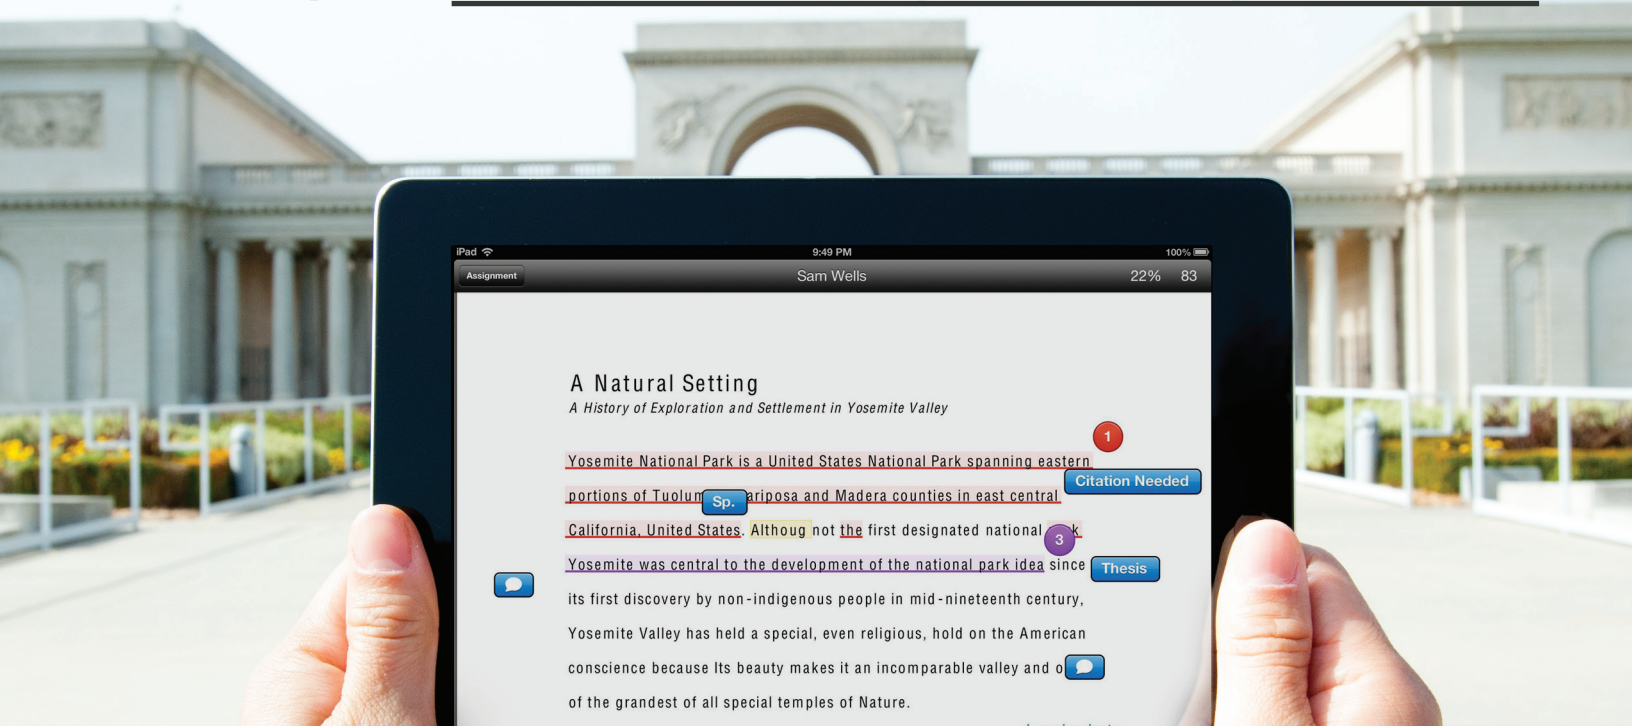 iPad
9:49 PM
100%
Assignment
Sam Wells
22% 83
A Natural Setting
A History of Exploration and Settlement in Yosemite Valley
1
Yosemite National Park is a United States National Park spanning eastern
Citation Needed
portions of Tuolum ariposa and Madera counties in east central
Sp.
California, United States. Althoug not the first designated national k
3
Yosemite was central to the development of the national park idea since
Thesis
its first discovery by non-indigenous people in mid-nineteenth century,
Yosemite Valley has held a special, even religious, hold on the American
conscience because Its beauty makes it an incomparable valley and o
of the grandest of all special temples of Nature.